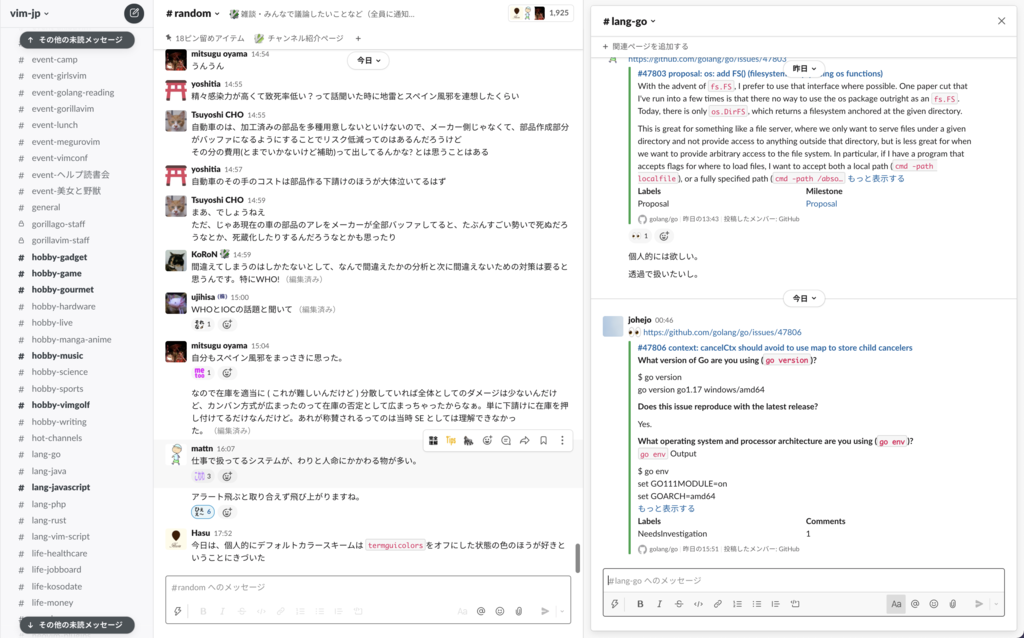 vim-jp
↑ その他の未読メッセージ
# event-camp
# event-girlsvim
# event-golang-reading
# event-gorillavim
# event-lunch
# event-megurovim
# event-vimconf
# event-ヘルプ読書会
# event-美女と野獣
# general
gorillago-staff
gorillavim-staff
# hobby-gadget
# hobby-game
# hobby-gourmet
# hobby-hardware
# hobby-live
# hobby-manga-anime
# hobby-music
# hobby-science
# hobby-sports
# hobby-vimgolf
# hobby-writing
# hot-channels
# lang-go
# lang-java
# lang-javascript
# lang-php
# lang-rust
# lang-vim-script
# life-healthcare
# life-jobboard
# life-kosodate
# life-money
↓ その他の未読メッセージ
# random
雑談・みんなで議論したいことなど（全員に通知...
1,925
18ピン留めアイテム
チャンネル紹介ページ
+
今日
mitsugu oyama 14:54
うんうん
yoshitia 14:55
精々感染力が高くて致死率低い？って話聞いた時に地雷とスペイン風邪を連想したくらい
Tsuyoshi CHO 14:55
自動車のは、加工済みの部品を多種用意しないといけないので、メーカー側じゃなくて、部品作成部分
がバッファになるようにすることでリスク低減ってのはあるんだろうけど
その分の費用(とまでいかないけど補助)って出してるんかな? とは思うことはある
yoshitia 14:57
自動車のその手のコストは部品作る下請けのほうが大体泣いてるはず
Tsuyoshi CHO 14:59
まあ、でしょうねえ
ただ、じゃあ現在の車の部品のアレをメーカーが全部バッファしてると、たぶんすごい勢いで死ぬだろ
うなとか、死蔵化したりするんだろうなとかも思ったり
KoRoN 14:59
間違えてしまうのはしかたないとして、なんで間違えたかの分析と次に間違えないための対策は要ると
思うんです。特にWHO!（編集済み）
ujihisa 15:00
WHOとIOCの話題と聞いて（編集済み）
1
mitsugu oyama 15:04
自分もスペイン風邪をまっさきに思った。
me too 1
なので在庫を適当に ( これが難しいんだけど ) 分散していれば全体としてのダメージは少ないんだけ
ど、カンバン方式が広まったのって在庫の否定として広まっちゃったからなぁ。単に下請けに在庫を押
し付けてるだけなんだけど。あれが称賛されるってのは当時 SE としては理解できなかっ
た。（編集済み）
mattn 16:07
仕事で扱ってるシステムが、わりと人命にかかわる物が多い。
3
アラート飛ぶと取り合えず飛び上がりますね。
6
Hasu 17:52
今日は、個人的にデフォルトカラースキームは termguicolors をオフにした状態の色のほうが好きと
いうことにきづいた
#random へのメッセージ
Aa
# lang-go
+ 関連ページを追加する
https://github.com/golang/go/issues/47803
昨日
#47803 proposal: os: add FS() (filesystem
ng os functions)
With the advent of fs.FS, I prefer to use that interface where possible. One paper cut that
I've run into a few times is that there no way to use the os package outright as an fs.FS.
Today, there is only os.DirFS, which returns a filesystem anchored at the given directory.
This is great for something like a file server, where we only want to serve files under a given
directory and not provide access to anything outside that directory, but is less great for when
we want to provide arbitrary access to the file system. In particular, if I have a program that
accepts flags for where to load files, I want to accept both a local path ( cmd -path
localfile), or a fully specified path ( cmd -path /abso… もっと表示する
Labels
Milestone
Proposal
Proposal
golang/go · 昨日の13:43 · 投稿したメンバー: GitHub
1
個人的には欲しい。
透過で扱いたいし。
今日
johejo 00:46
https://github.com/golang/go/issues/47806
#47806 context: cancelCtx should avoid to use map to store child cancelers
What version of Go are you using ( go version)?
$ go version
go version go1.17 windows/amd64
Does this issue reproduce with the latest release?
Yes.
What operating system and processor architecture are you using ( go env )?
go env Output
$ go env
set GO111MODULE=on
set GOARCH=amd64
もっと表示する
Labels
Comments
NeedsInvestigation
1
golang/go · 昨日の15:51 · 投稿したメンバー: GitHub
#lang-go へのメッセージ
Aa